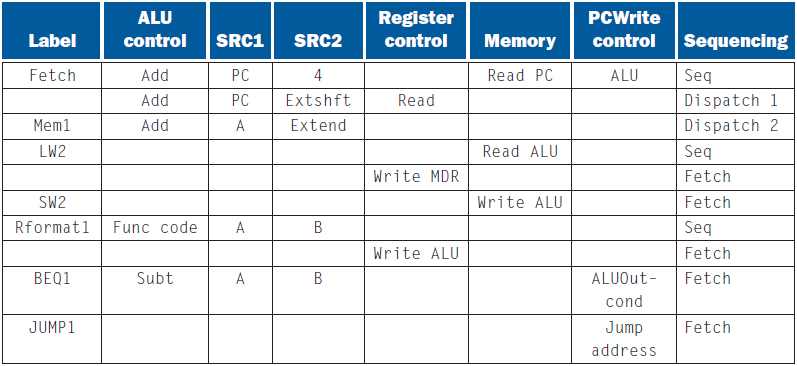 Label ALU control SRC1 SRC2 Register control Memory PCWrite control Sequencing
Fetch Add PC 4 Read PC ALU Seq
Add PC Extshft Read Dispatch 1
Mem1 Add A Extend Dispatch 2
LW2 Read ALU Seq
Write MDR Fetch
SW2 Write ALU Fetch
Rformat1 Func code A B Seq
Write ALU Fetch
BEQ1 Subt A B ALUOut-cond Fetch
JUMP1 Jump address Fetch